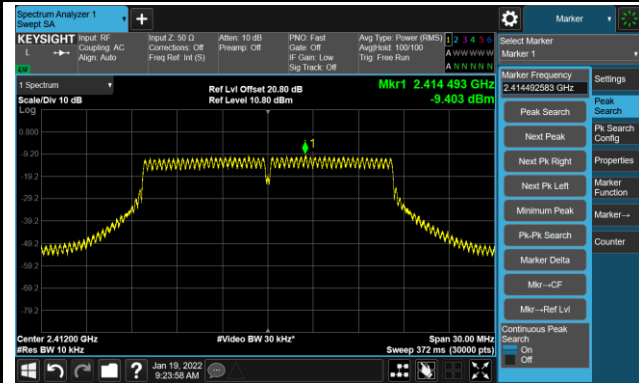 Spectrum Analyzer 1
Swept SA
Marker
KEYSIGHT
L
Input: RF
Coupling: AC
Align: Auto
Input Z: 50 Ω
Corrections: Off
Freq Ref: Int (S)
Atten: 10 dB
Preamp: Off
PNO: Fast
Gate: Off
IF Gain: Low
Sig Track: Off
Avg Type: Power (RMS)
Avg|Hold: 100/100
Trig: Free Run
1 2 3 4 5 6
A W W W W W
A N N N N N
Select Marker
Marker 1
1 Spectrum
Scale/Div 10 dB
Log
Ref Lvl Offset 20.80 dB
Ref Level 10.80 dBm
Mkr1 2.414 493 GHz
-9.403 dBm
0.800
-9.20
-19.2
-29.2
-39.2
-49.2
-59.2
-69.2
-79.2
1
Center 2.41200 GHz
#Res BW 10 kHz
#Video BW 30 kHz*
Span 30.00 MHz
Sweep 372 ms (30000 pts)
Marker Frequency
2.414492583 GHz
Peak Search
Next Peak
Next Pk Right
Next Pk Left
Minimum Peak
Pk-Pk Search
Marker Delta
Mkr→CF
Mkr→Ref Lvl
Continuous Peak
Search
On
Off
Settings
Peak
Search
Pk Search
Config
Properties
Marker
Function
Marker→
Counter
?
Jan 19, 2022
9:23:58 AM